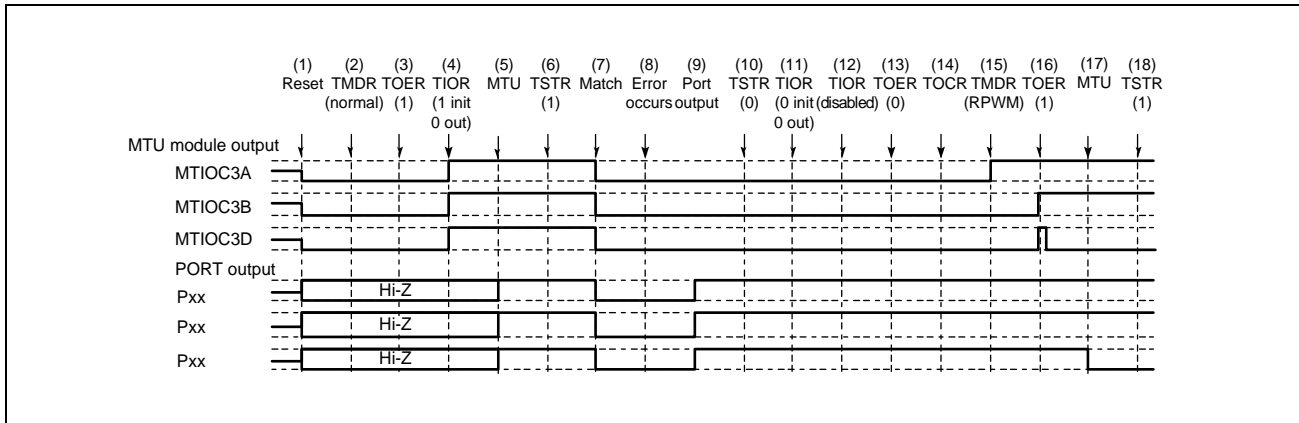 (1) (2) (3) (4) (5) (6) (7) (8) (9) (10) (11) (12) (13) (14) (15) (16) (17) (18)
Reset TMDR TOER TIOR MTU TSTR Match Error Port TSTR TIOR TIOR TOER TOCR TMDR TOER MTU TSTR
(normal) (1) (1 init (1) occurs output (0) (0 init (disabled) (0) (RPWM) (1) (1)
0 out) 0 out)
MTU module output
MTIOC3A
MTIOC3B
MTIOC3D
PORT output
Pxx Hi-Z
Pxx Hi-Z
Pxx Hi-Z